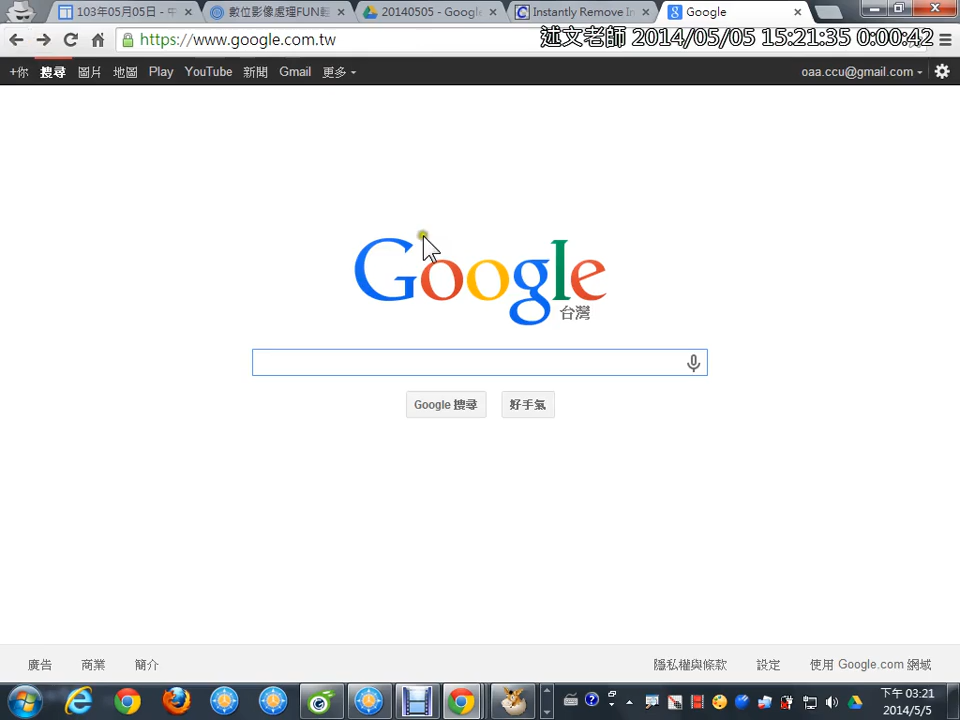 103年05月05日 - 中
數位影像處理FUN
20140505 - Google
Instantly Remove In
Google
https://www.google.com.tw
述文老師 2014/05/05 15:21:35 0:00:42
+你 搜尋 圖片 地圖 Play YouTube 新聞 Gmail 更多
oaa.ccu@gmail.com
Google
台灣
Google 搜尋
好手氣
廣告 商業 簡介
隱私權與條款 設定 使用 Google.com 網域
下午 03:21
2014/5/5